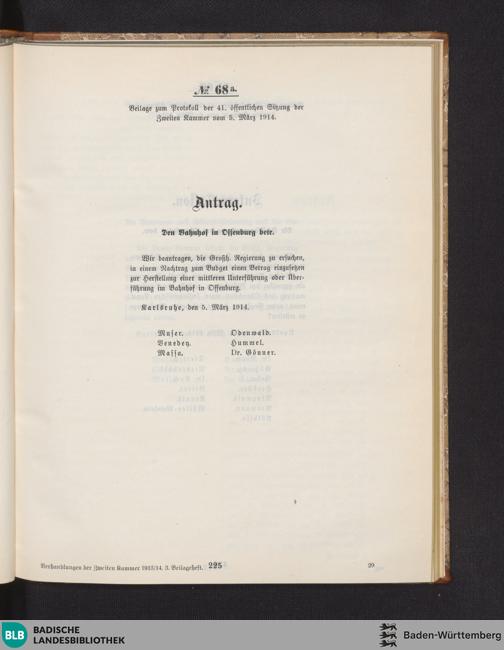 № 68a.
Beilage zum Protokoll der 41. öffentlichen Sitzung der
Zweiten Kammer vom 5. März 1914.
Antrag.
Den Bahnhof in Offenburg betr.
Wir beantragen, die Großh. Regierung zu ersuchen,
in einem Nachtrag zum Budget einen Betrag einzusetzen
zur Herstellung einer mittleren Unterführung oder Über-
führung im Bahnhof in Offenburg.
Karlsruhe, den 5. März 1914.
Muser. Odenwald.
Venedey. Hummel.
Massa. Dr. Gönner.
Verhandlungen der Zweiten Kammer 1913/14. 3. Beilageheft. 225 29
BLB BADISCHE
LANDESBIBLIOTHEK
Baden-Württemberg